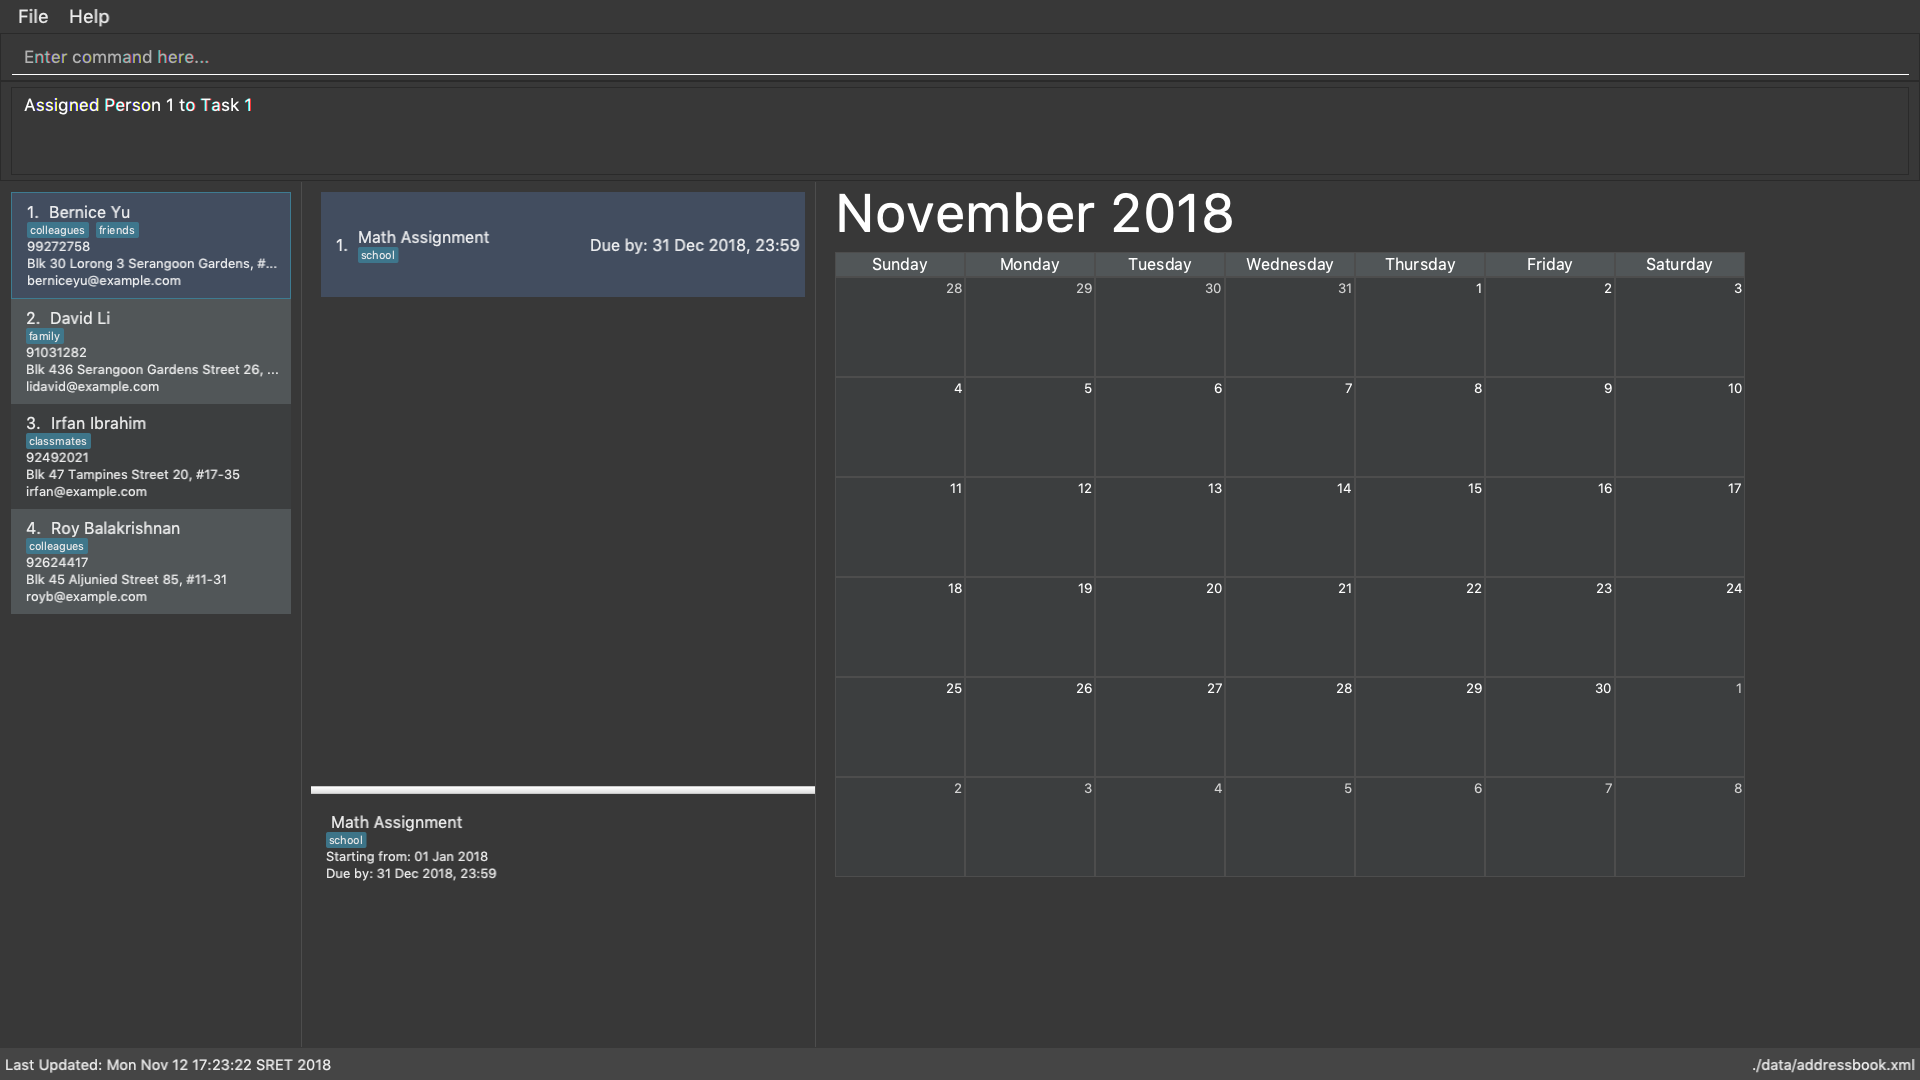 File Help
Enter command here...
Assigned Person 1 to Task 1
1. Bernice Yu
colleagues friends
99272758
Blk 30 Lorong 3 Serangoon Gardens, #...
berniceyu@example.com
2. David Li
family
91031282
Blk 436 Serangoon Gardens Street 26, ...
lidavid@example.com
3. Irfan Ibrahim
classmates
92492021
Blk 47 Tampines Street 20, #17-35
irfan@example.com
4. Roy Balakrishnan
colleagues
92624417
Blk 45 Aljunied Street 85, #11-31
royb@example.com
1. Math Assignment
school
Due by: 31 Dec 2018, 23:59
Math Assignment
school
Starting from: 01 Jan 2018
Due by: 31 Dec 2018, 23:59
November 2018
Sunday Monday Tuesday Wednesday Thursday Friday Saturday
28 29 30 31 1 2 3
4 5 6 7 8 9 10
11 12 13 14 15 16 17
18 19 20 21 22 23 24
25 26 27 28 29 30 1
2 3 4 5 6 7 8
Last Updated: Mon Nov 12 17:23:22 SRET 2018
./data/addressbook.xml